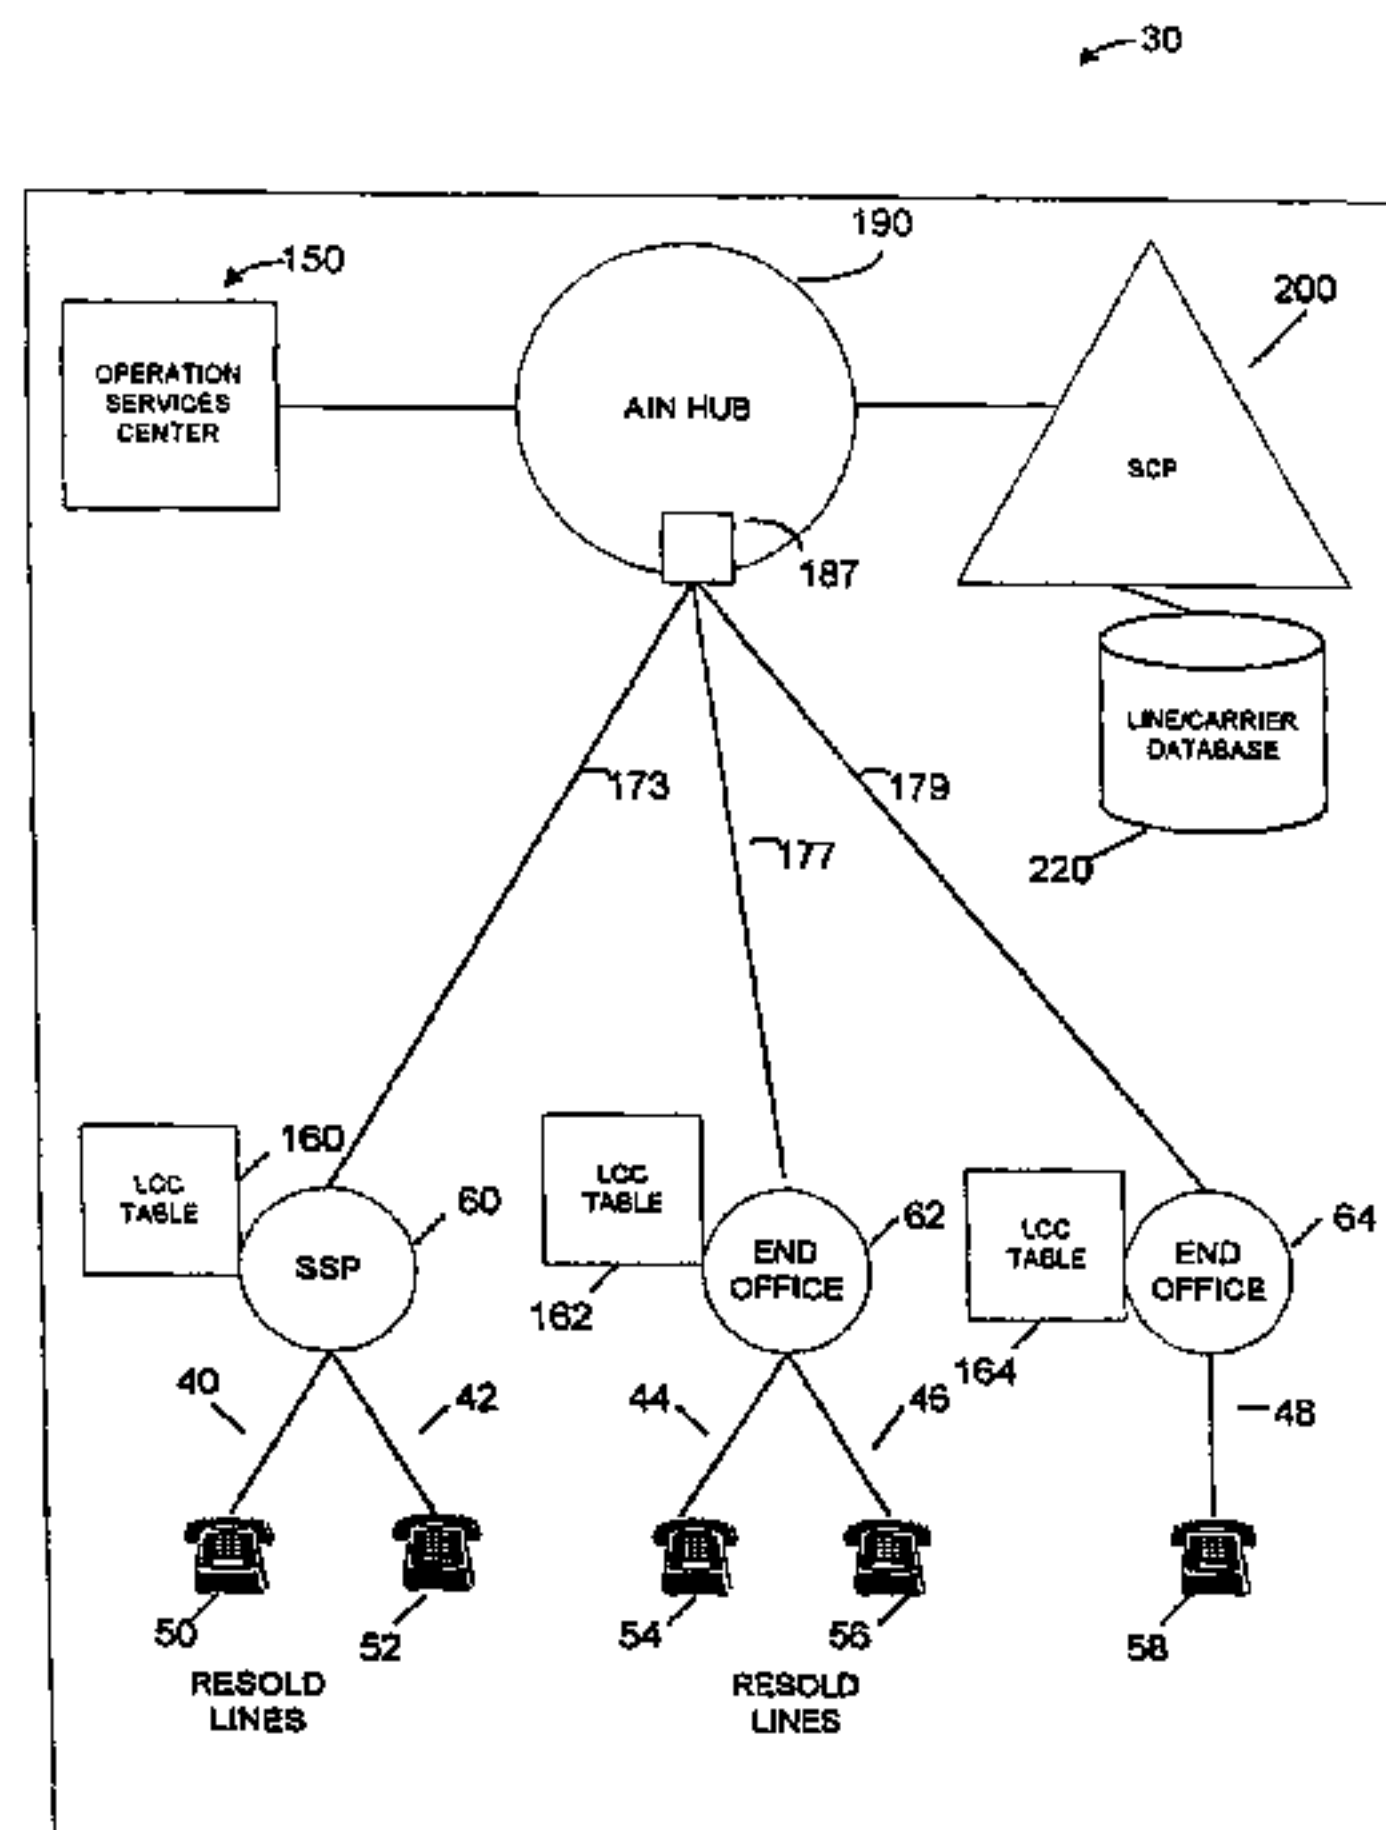 30
190
150
200
OPERATION
SERVICES
CENTER
AIN HUB
SCP
187
LINE/CARRIER
DATABASE
173
179
177
220
160
LCC
TABLE
60
SSP
LCC
TABLE
162
62
END
OFFICE
LCC
TABLE
164
64
END
OFFICE
40
42
44
46
48
50
52
54
56
58
RESOLD
LINES
RESOLD
LINES